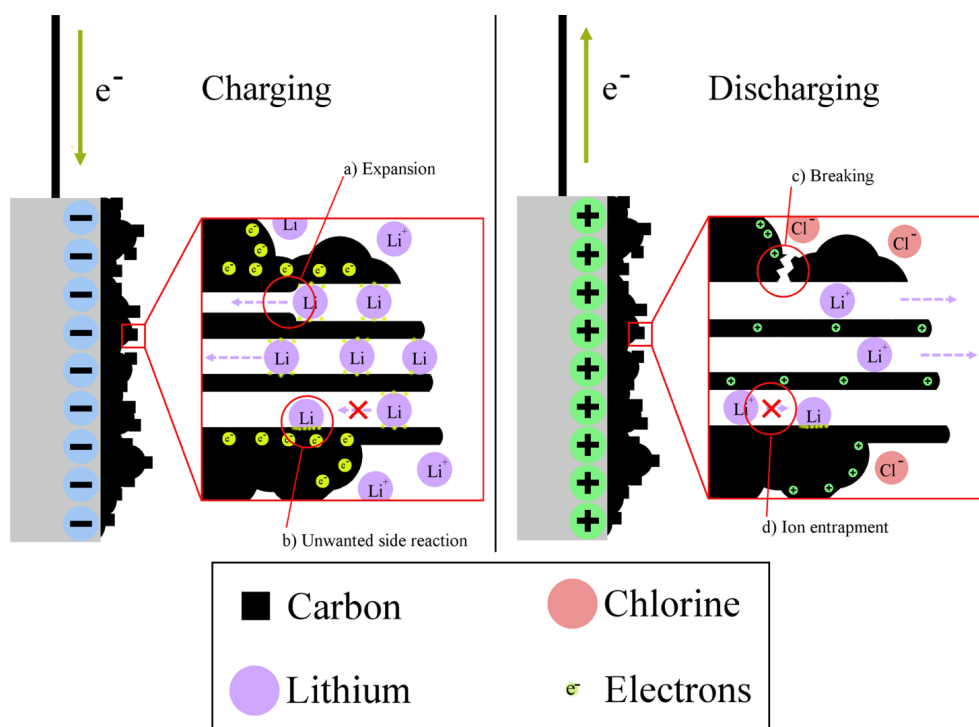 e-
Charging
a) Expansion
Li
Li+
e-
e-
e-
e-
e-
e-
e-
Li
Li
Li
Li
Li
Li
Li
e-
e-
e-
e-
e-
e-
e-
Li+
Li+
b) Unwanted side reaction
e-
Discharging
c) Breaking
Cl-
Cl-
Li+
Li+
Li+
Li
Cl-
d) Ion entrapment
Carbon
Chlorine
Lithium
e- Electrons